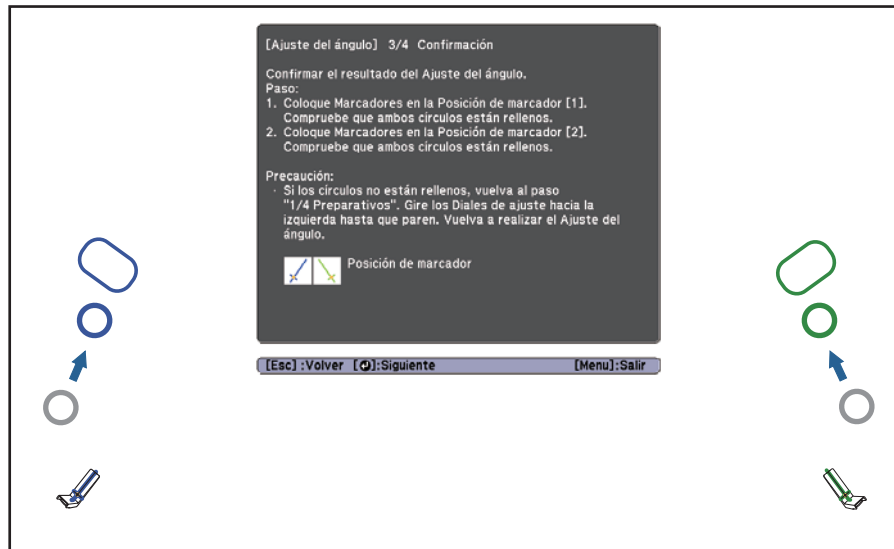 [Ajuste del ángulo] 3/4 Confirmación
Confirmar el resultado del Ajuste del ángulo.
Paso:
1. Coloque Marcadores en la Posición de marcador [1].
Compruebe que ambos círculos están rellenos.
2. Coloque Marcadores en la Posición de marcador [2].
Compruebe que ambos círculos están rellenos.
Precaución:
· Si los círculos no están rellenos, vuelva al paso
"1/4 Preparativos". Gire los Diales de ajuste hacia la
izquierda hasta que paren. Vuelva a realizar el Ajuste del
ángulo.
Posición de marcador
[Esc] :Volver [↵]:Siguiente [Menu]:Salir